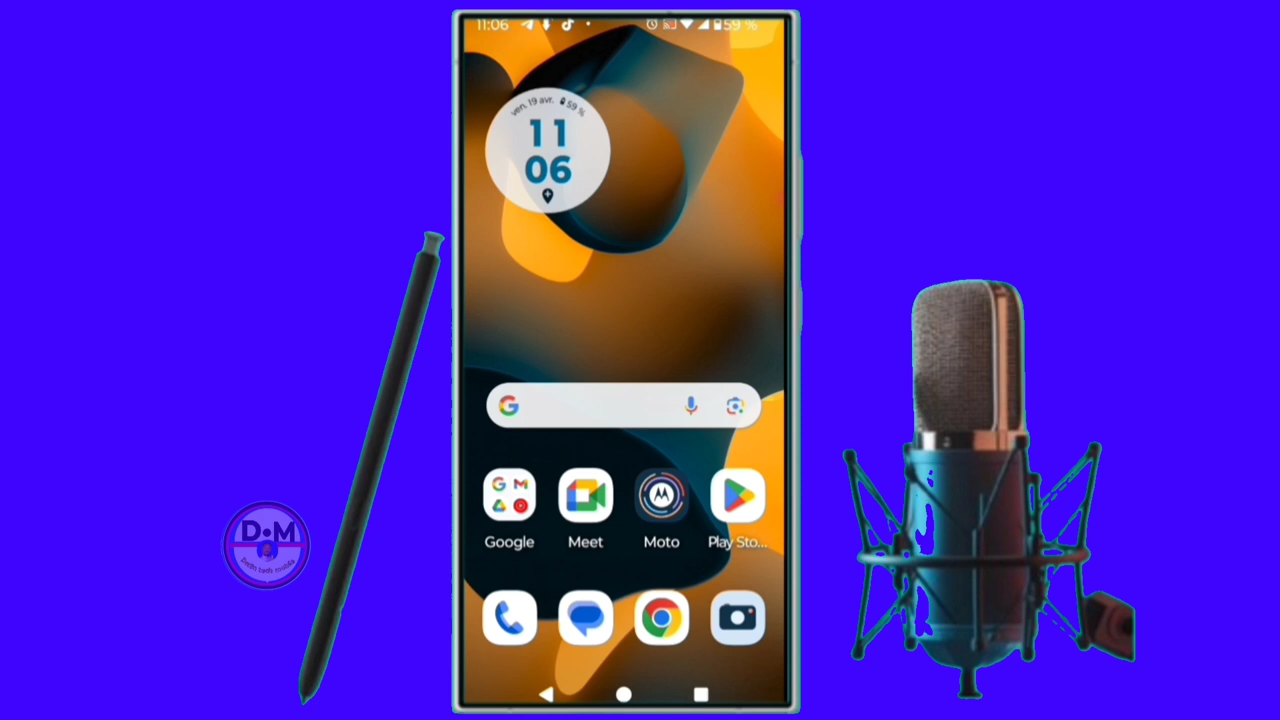 11:06
59 %
ven. 19 avr. 59 %
11
06
Google
Meet
Moto
Play Sto...
D•M